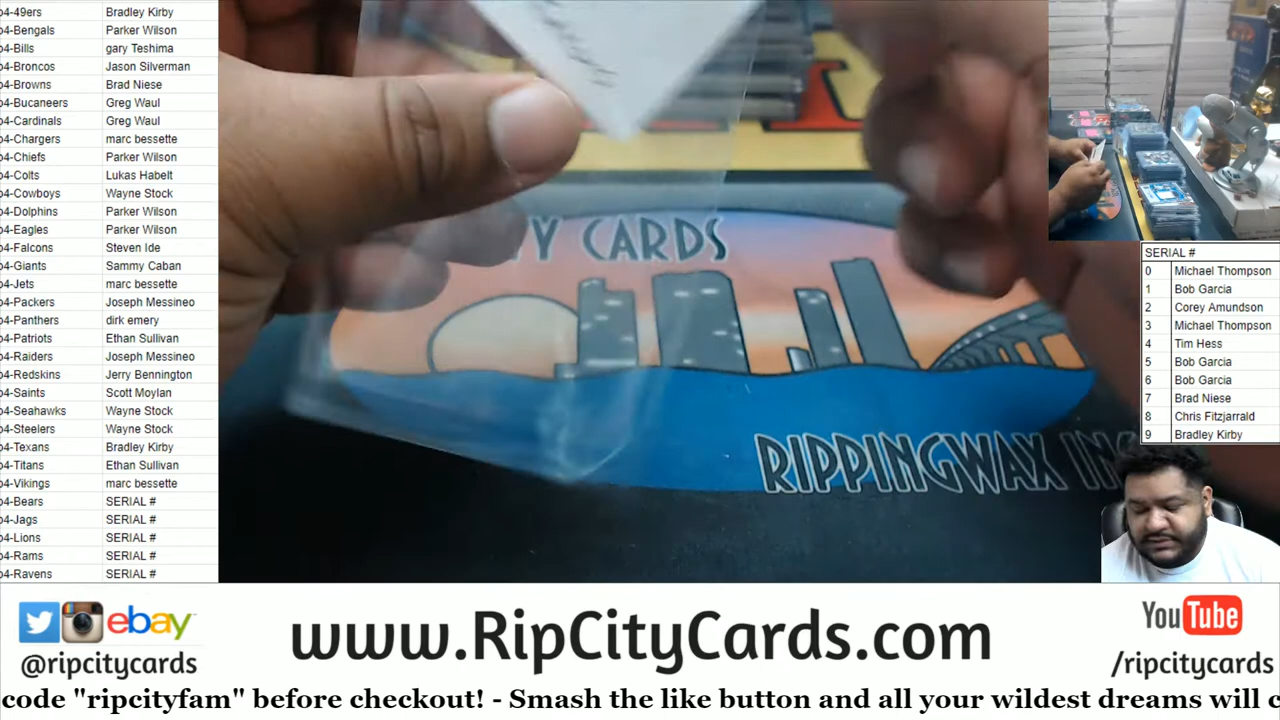 o4-49ers Bradley Kirby
o4-Bengals Parker Wilson
o4-Bills gary Teshima
o4-Broncos Jason Silverman
o4-Browns Brad Niese
o4-Bucaneers Greg Waul
o4-Cardinals Greg Waul
o4-Chargers marc bessette
o4-Chiefs Parker Wilson
o4-Colts Lukas Habelt
o4-Cowboys Wayne Stock
o4-Dolphins Parker Wilson
o4-Eagles Parker Wilson
o4-Falcons Steven Ide
o4-Giants Sammy Caban
o4-Jets marc bessette
o4-Packers Joseph Messineo
o4-Panthers dirk emery
o4-Patriots Ethan Sullivan
o4-Raiders Joseph Messineo
o4-Redskins Jerry Bennington
o4-Saints Scott Moylan
o4-Seahawks Wayne Stock
o4-Steelers Wayne Stock
o4-Texans Bradley Kirby
o4-Titans Ethan Sullivan
o4-Vikings marc bessette
o4-Bears SERIAL #
o4-Jags SERIAL #
o4-Lions SERIAL #
o4-Rams SERIAL #
o4-Ravens SERIAL #
Y CARDS
RIPPINGWAX IN
SERIAL #
0 Michael Thompson
1 Bob Garcia
2 Corey Amundson
3 Michael Thompson
4 Tim Hess
5 Bob Garcia
6 Bob Garcia
7 Brad Niese
8 Chris Fitzjarrald
9 Bradley Kirby
ebay
@ripcitycards
www.RipCityCards.com
YouTube
/ripcitycards
code "ripcityfam" before checkout! - Smash the like button and all your wildest dreams will c